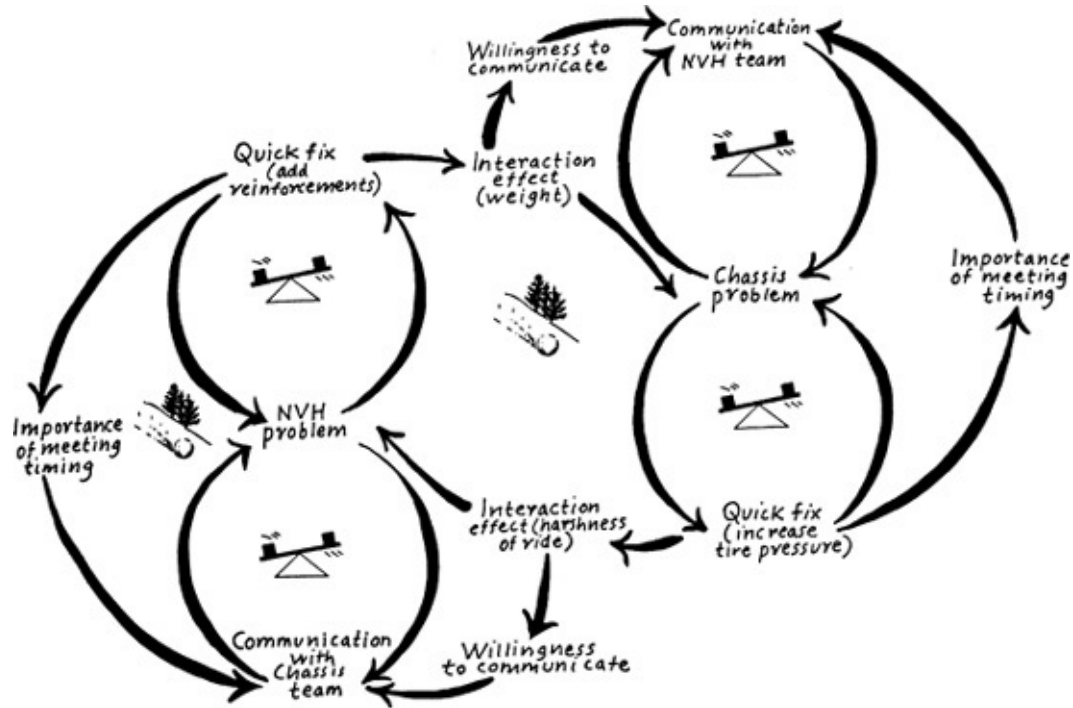 Willingness to
communicate
Communication
with
NVH team
Quick fix
(add
reinforcements)
Interaction
effect
(weight)
Chassis
problem
Importance
of meeting
timing
NVH
problem
Importance
of meeting
timing
Interaction
effect (harshness
of ride)
Quick fix
(increase
tire pressure)
Communication
with
Chassis
team
Willingness
to communicate